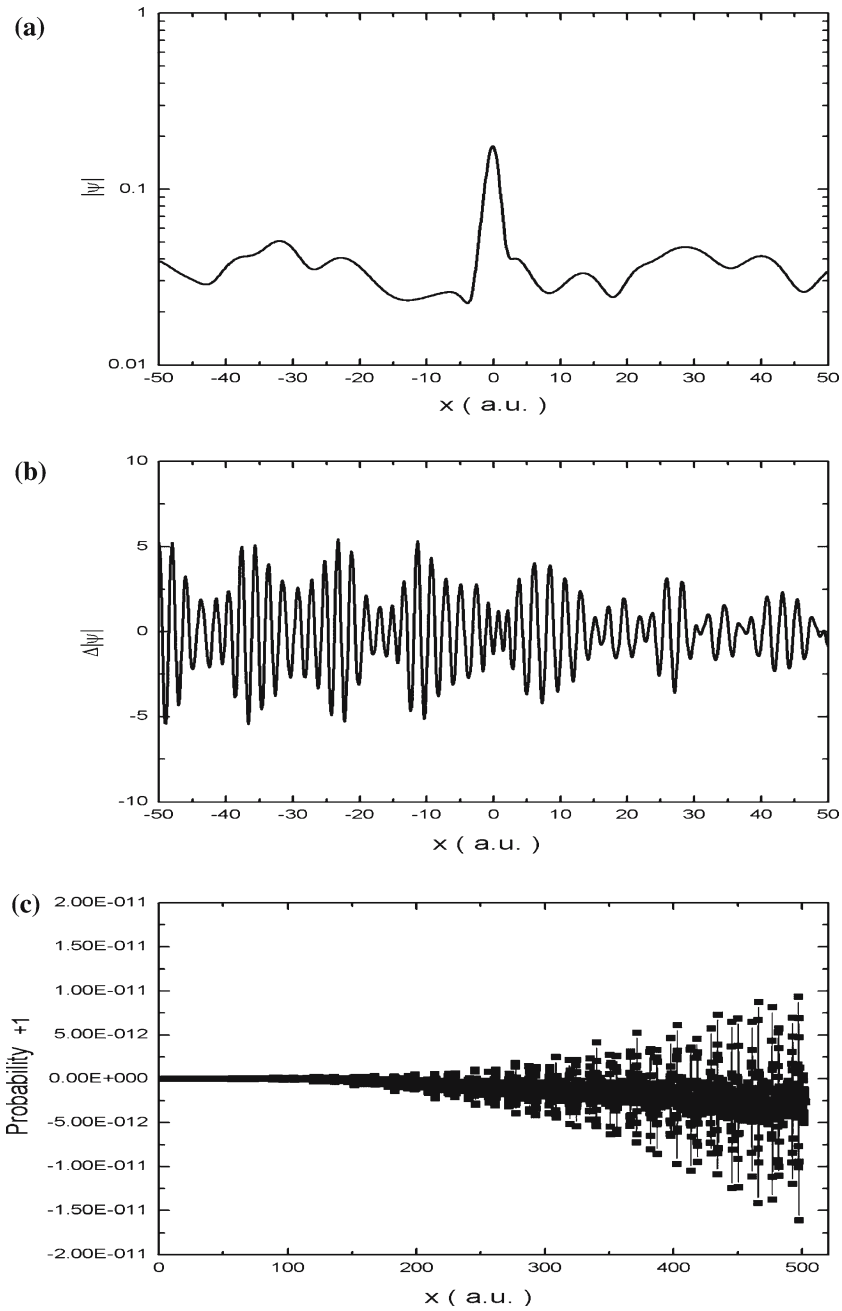 (a)
1
0.1
0.01
|ψ|
-50 -40 -30 -20 -10 0 10 20 30 40 50
x ( a.u. )
(b)
10
5
0
-5
-10
Δ|ψ|
-50 -40 -30 -20 -10 0 10 20 30 40 50
x ( a.u. )
(c)
2.00E-011
1.50E-011
1.00E-011
5.00E-012
0.00E+000
-5.00E-012
-1.00E-011
-1.50E-011
-2.00E-011
Probability +1
0 100 200 300 400 500
x ( a.u. )